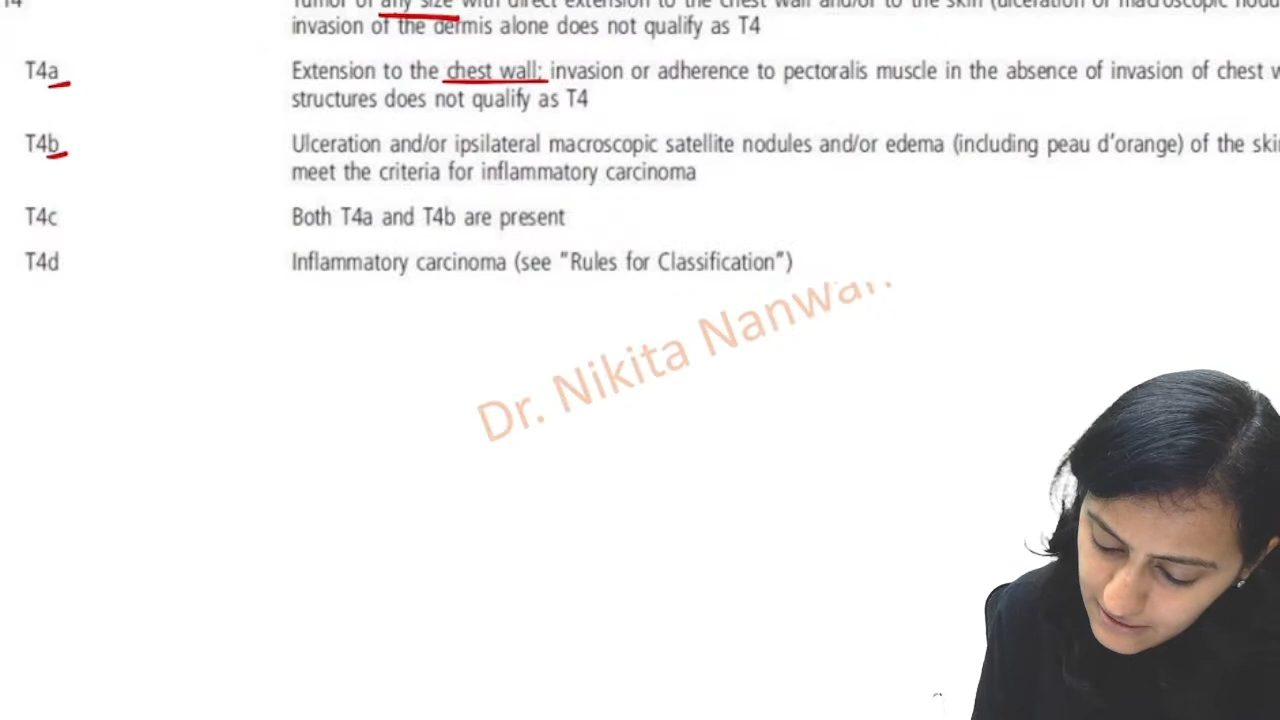 T4 Tumor of any size with direct extension to the chest wall and/or to the skin (ulceration or macroscopic
invasion of the dermis alone does not qualify as T4
T4a Extension to the chest wall; invasion or adherence to pectoralis muscle in the absence of invasion of chest
structures does not qualify as T4
T4b Ulceration and/or ipsilateral macroscopic satellite nodules and/or edema (including peau d'orange) of the
meet the criteria for inflammatory carcinoma
T4c Both T4a and T4b are present
T4d Inflammatory carcinoma (see "Rules for Classification")
Dr. Nikita